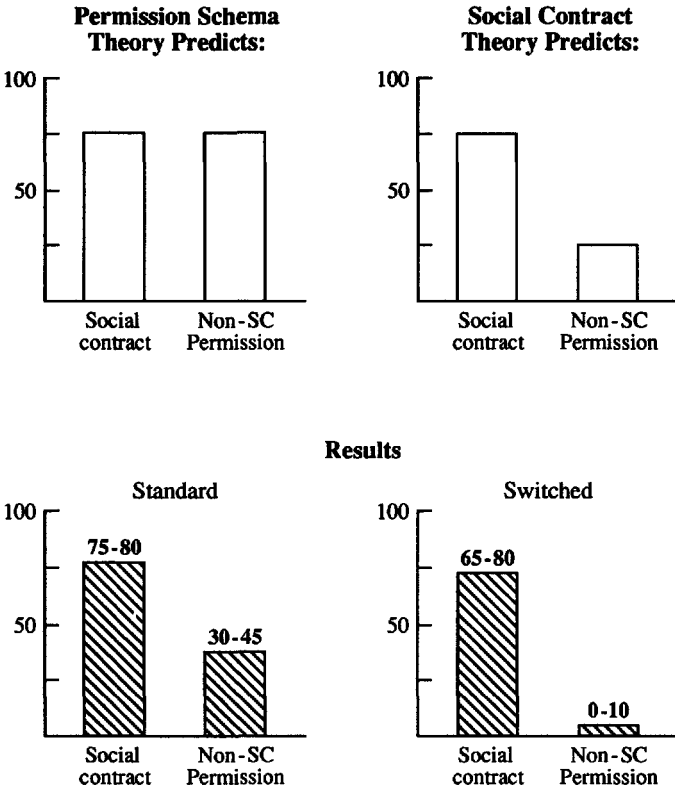 Permission Schema
Theory Predicts:
100
50
Social
contract
Non-SC
Permission
Social Contract
Theory Predicts:
100
50
Social
contract
Non-SC
Permission
Results
Standard
100
75-80
50
30-45
Social
contract
Non-SC
Permission
Switched
100
65-80
50
0-10
Social
contract
Non-SC
Permission